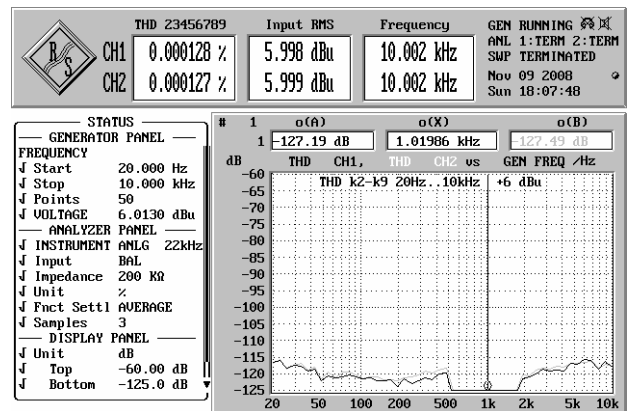 THD 23456789 Input RMS Frequency
GEN RUNNING
R S
CH1 0.000128 % 5.998 dBu 10.002 kHz
ANL 1:TERM 2:TERM
SWP TERMINATED
CH2 0.000127 % 5.999 dBu 10.002 kHz
Nov 09 2008
Sun 18:07:48
STATUS
GENERATOR PANEL
FREQUENCY
Start 20.000 Hz
Stop 10.000 kHz
Points 50
VOLTAGE 6.0130 dBu
ANALYZER PANEL
INSTRUMENT ANLG 22kHz
Input BAL
Impedance 200 KΩ
Unit %
Fnct Settl AVERAGE
Samples 3
DISPLAY PANEL
Unit dB
Top -60.00 dB
Bottom -125.0 dB
# 1 o(A) o(X) o(B)
1 -127.19 dB 1.01986 kHz -127.49 dB
dB THD CH1, THD CH2 vs GEN FREQ /Hz
THD k2-k9 20Hz..10kHz +6 dBu
-60
-65
-70
-75
-80
-85
-90
-95
-100
-105
-110
-115
-120
-125
20 50 100 200 500 1k 2k 5k 10k